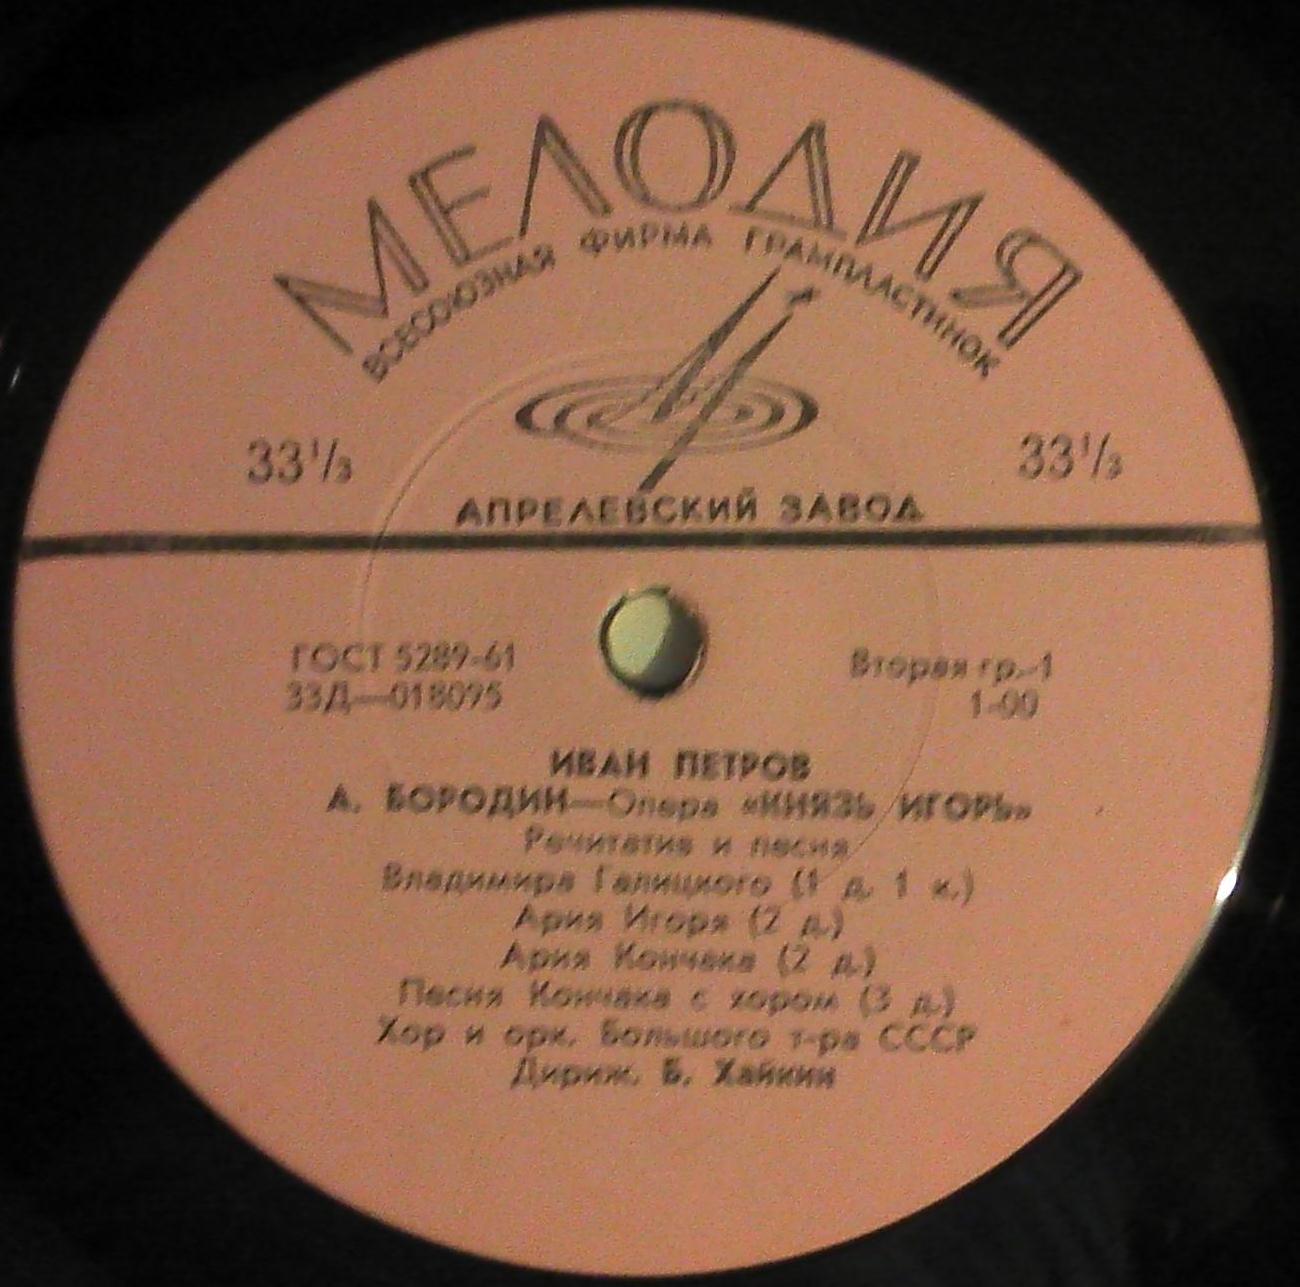 МЕЛОДИЯ
ВСЕСОЮЗНАЯ ФИРМА ГРАМПЛАСТИНОК
33⅓ 33⅓
АПРЕЛЕВСКИЙ ЗАВОД
ГОСТ 5289-61 Вторая гр.-1
33Д—018095 1-00
ИВАН ПЕТРОВ
А. БОРОДИН—Опера «КНЯЗЬ ИГОРЬ»
Речитатив и песня
Владимира Галицкого (1 д. 1 к.)
Ария Игоря (2 д.)
Ария Кончака (2 д.)
Песня Кончака с хором (3 д.)
Хор и орк. Большого т-ра СССР
Дириж. Б. Хайкин